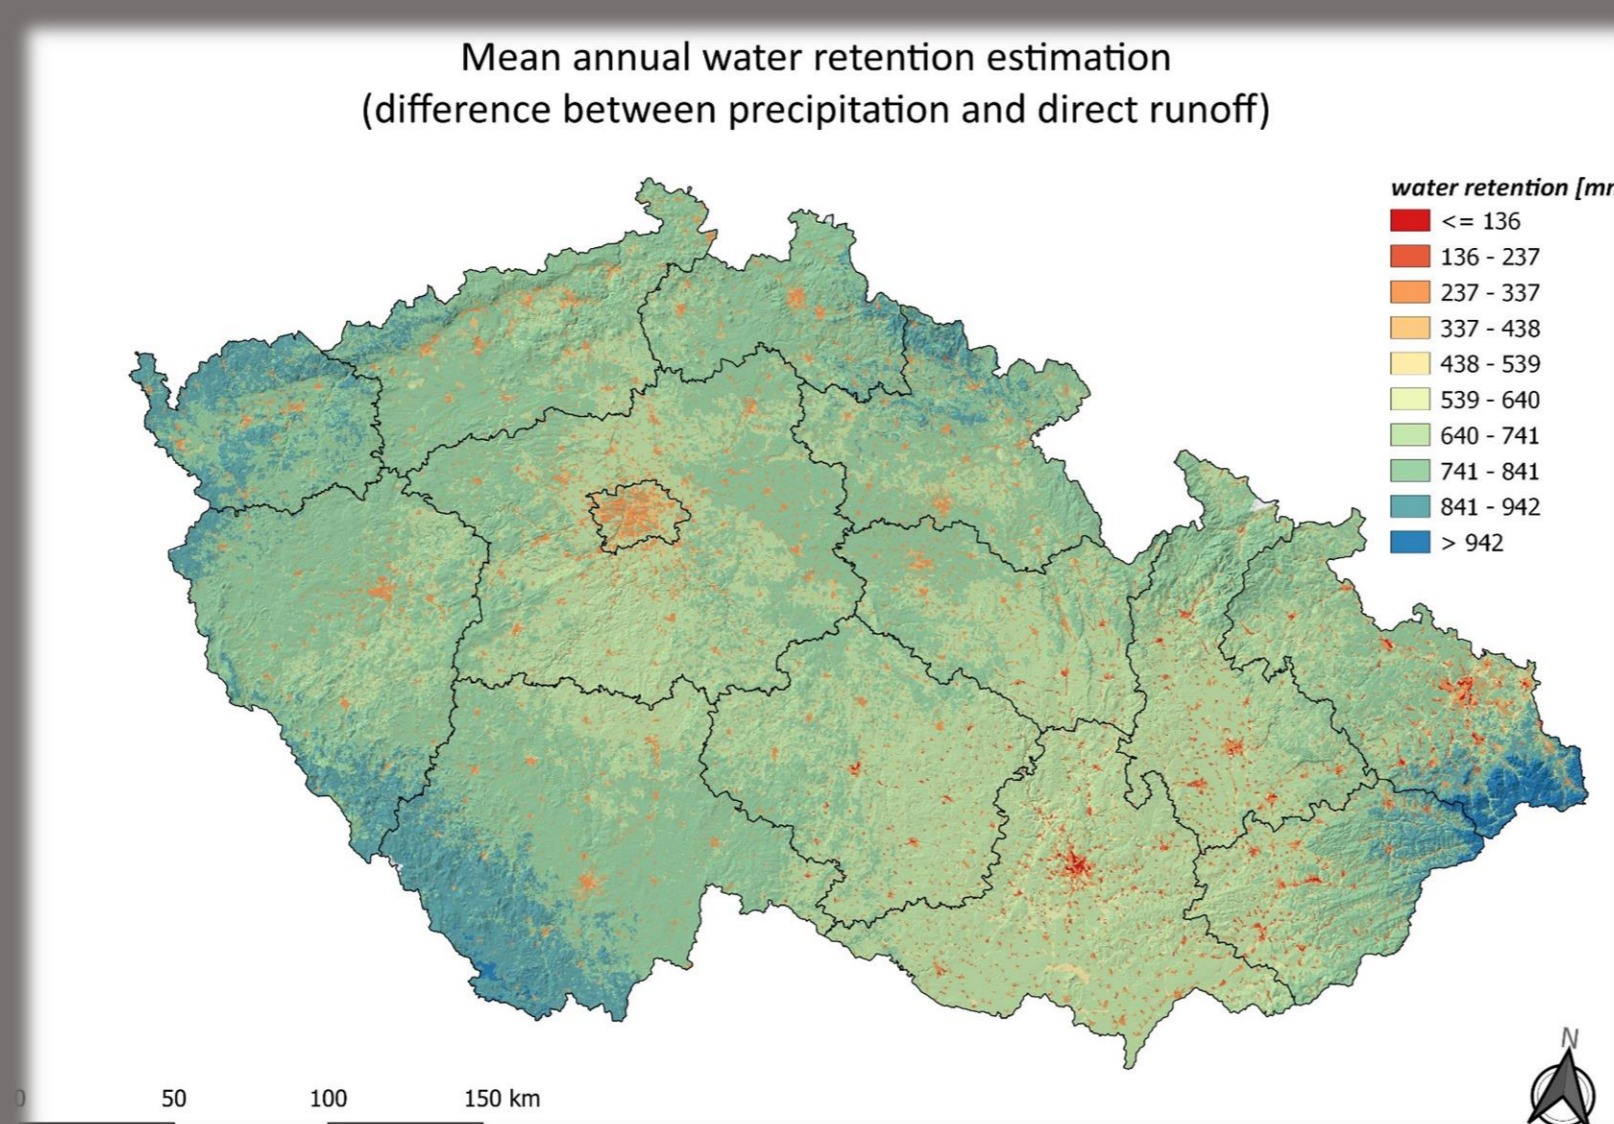 Mean annual water retention estimation
(difference between precipitation and direct runoff)
water retention
<= 136
136 - 237
237 - 337
337 - 438
438 - 539
539 - 640
640 - 741
741 - 841
841 - 942
> 942
N
0 50 100 150 km